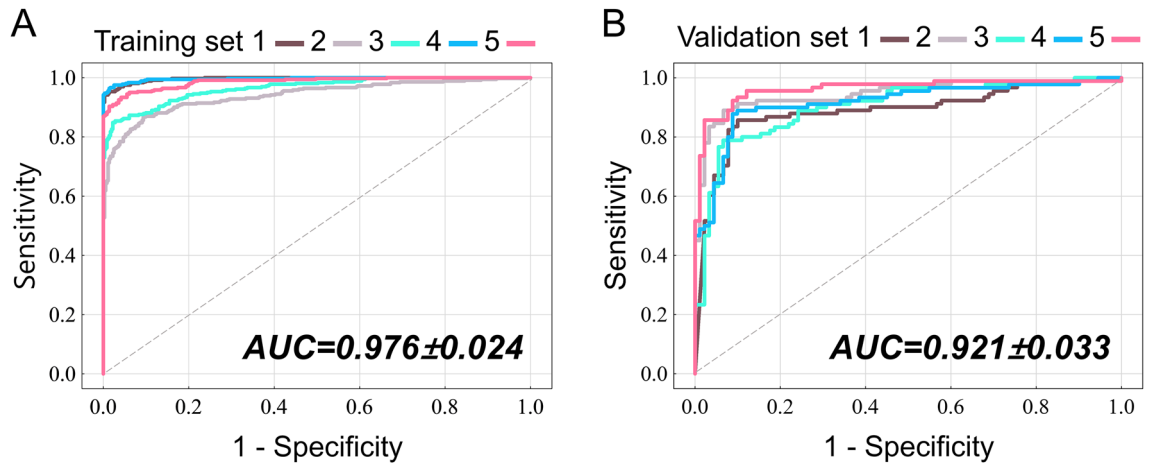 A
Training set 1 2 3 4 5
1.0
0.8
0.6
0.4
0.2
0.0
Sensitivity
AUC=0.976±0.024
0.0 0.2 0.4 0.6 0.8 1.0
1 - Specificity
B
Validation set 1 2 3 4 5
1.0
0.8
0.6
0.4
0.2
0.0
Sensitivity
AUC=0.921±0.033
0.0 0.2 0.4 0.6 0.8 1.0
1 - Specificity